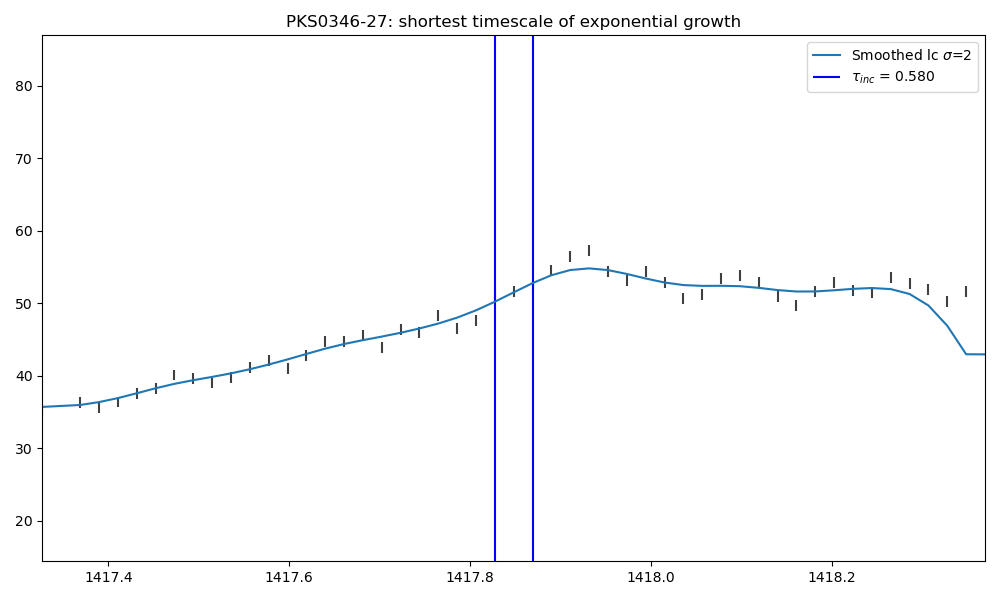 PKS0346-27: shortest timescale of exponential growth
Smoothed lc σ=2
τinc = 0.580
80
70
60
50
40
30
20
1417.4 1417.6 1417.8 1418.0 1418.2